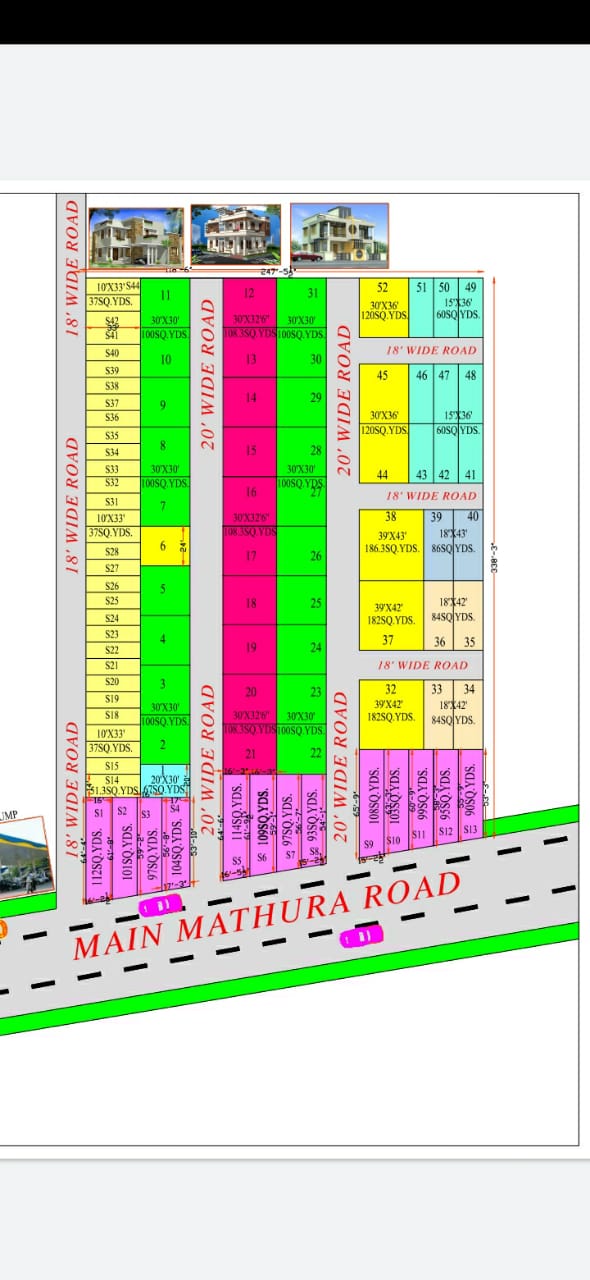 18' WIDE ROAD
247'-5½"
10'X33' S44
37SQ.YDS.
S42
33'
S41
S40
S39
S38
S37
S36
S35
S34
S33
S32
S31
10'X33'
37SQ.YDS.
S28
S27
S26
S25
S24
S23
S22
S21
S20
S19
S18
10'X33'
37SQ.YDS.
S15
S14
51.3SQ.YDS.
18' WIDE ROAD
18' WIDE ROAD
11
30'X30'
100SQ.YDS.
10
9
8
30'X30'
100SQ.YDS.
7
6
24'
5
4
3
30'X30'
100SQ.YDS.
2
20'X30'
67SQ.YDS.
20' WIDE ROAD
20' WIDE ROAD
12
30'X32'6"
108.3SQ.YDS
13
14
15
16
30'X32'6"
108.3SQ.YDS
17
18
19
20
30'X32'6"
108.3SQ.YDS
21
31
30'X30'
100SQ.YDS.
30
29
28
30'X30'
100SQ.YDS.
27
26
25
24
23
30'X30'
100SQ.YDS.
22
20' WIDE ROAD
20' WIDE ROAD
52
51
50
49
30'X36'
120SQ.YDS.
15'X36'
60SQ.YDS.
18' WIDE ROAD
45
46
47
48
30'X36'
120SQ.YDS.
15'X36'
60SQ.YDS.
44
43
42
41
18' WIDE ROAD
38
39
40
39'X43'
186.3SQ.YDS.
18'X43'
86SQ.YDS.
338'-3"
39'X42'
182SQ.YDS.
37
18'X42'
84SQ.YDS.
36
35
18' WIDE ROAD
32
33
34
39'X42'
182SQ.YDS.
18'X42'
84SQ.YDS.
S1
112SQ.YDS.
S2
101SQ.YDS.
S3
97SQ.YDS.
S4
104SQ.YDS.
17'-3"
S5
114SQ.YDS.
S6
109SQ.YDS.
S7
97SQ.YDS.
S8
93SQ.YDS.
S9
108SQ.YDS.
S10
103SQ.YDS.
S11
99SQ.YDS.
S12
95SQ.YDS.
S13
90SQ.YDS.
53'-3"
UMP
MAIN MATHURA ROAD